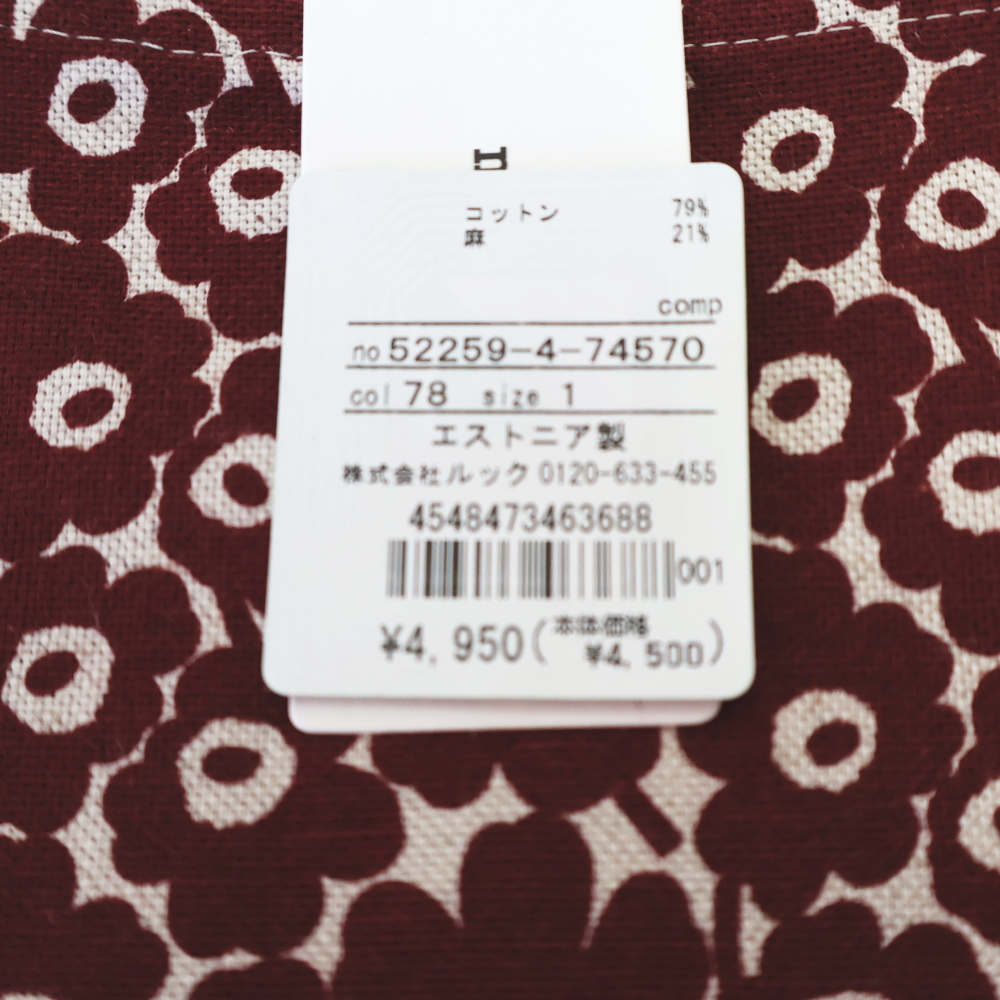 m
コットン 79%
麻 21%
comp
no 52259-4-74570
col 78 size 1
エストニア製
株式会社ルック 0120-633-455
4548473463688
001
¥4,950(本体価格 ¥4,500)